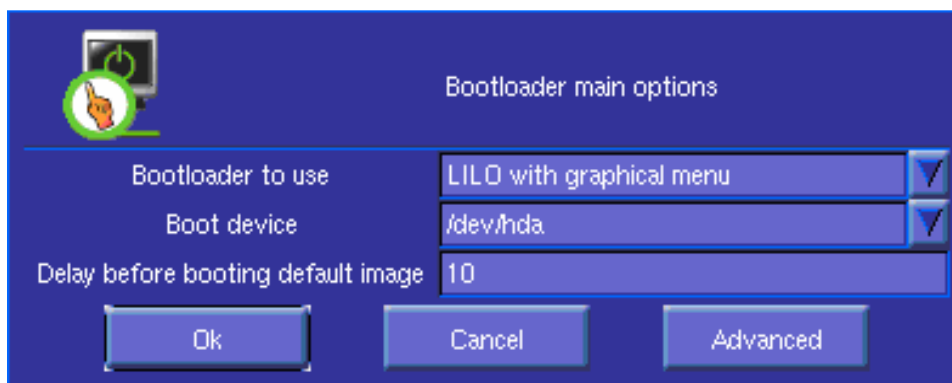 Bootloader main options
Bootloader to use LILO with graphical menu
Boot device /dev/hda
Delay before booting default image 10
Ok Cancel Advanced